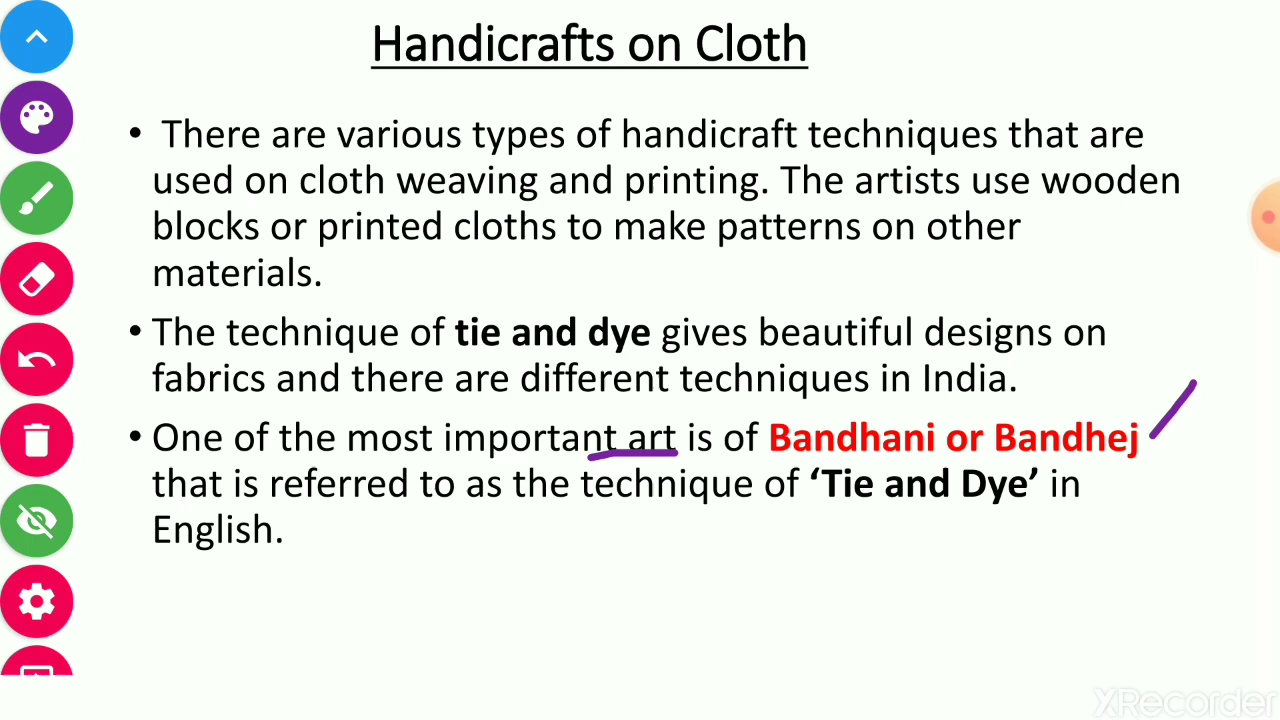 Handicrafts on Cloth
• There are various types of handicraft techniques that are
used on cloth weaving and printing. The artists use wooden
blocks or printed cloths to make patterns on other
materials.
• The technique of tie and dye gives beautiful designs on
fabrics and there are different techniques in India.
• One of the most important art is of Bandhani or Bandhej
that is referred to as the technique of ‘Tie and Dye’ in
English.
XRecorder